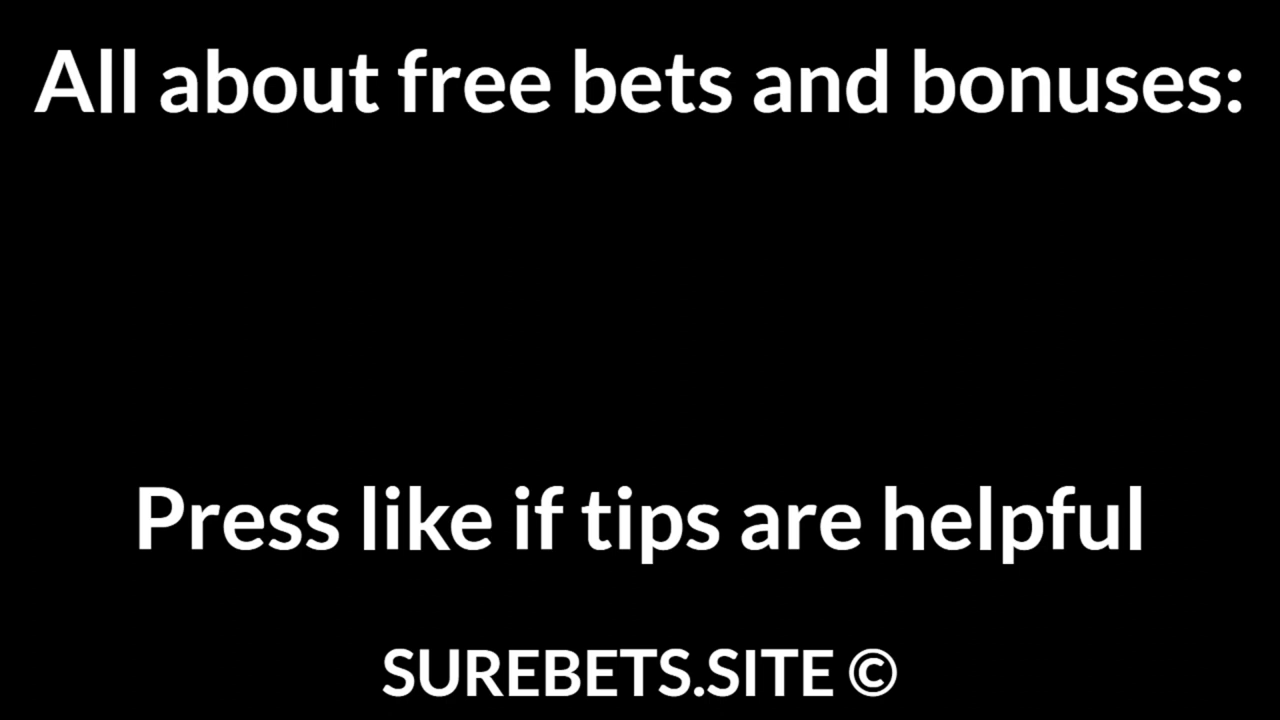 All about free bets and bonuses:
Press like if tips are helpful
SUREBETS.SITE ©